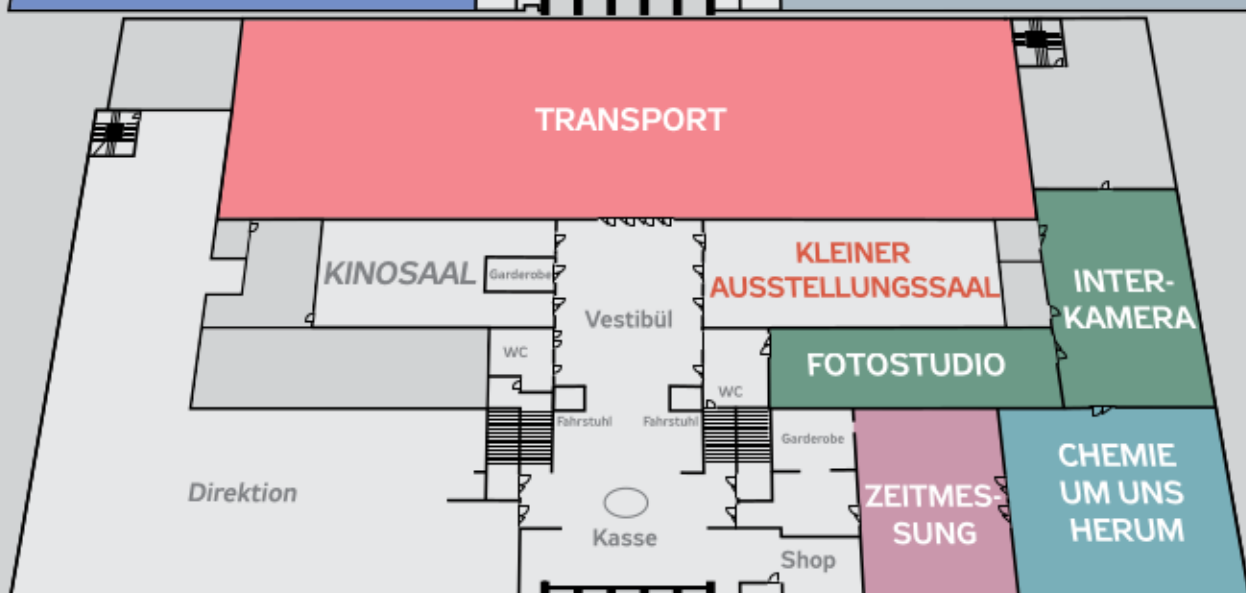 TRANSPORT
KINOSAAL
Garderobe
KLEINER
AUSSTELLUNGSSAAL
INTER-
KAMERA
Vestibül
WC
FOTOSTUDIO
WC
Fahrstuhl
Fahrstuhl
Garderobe
CHEMIE
UM UNS
HERUM
Direktion
ZEITMES-
SUNG
Kasse
Shop